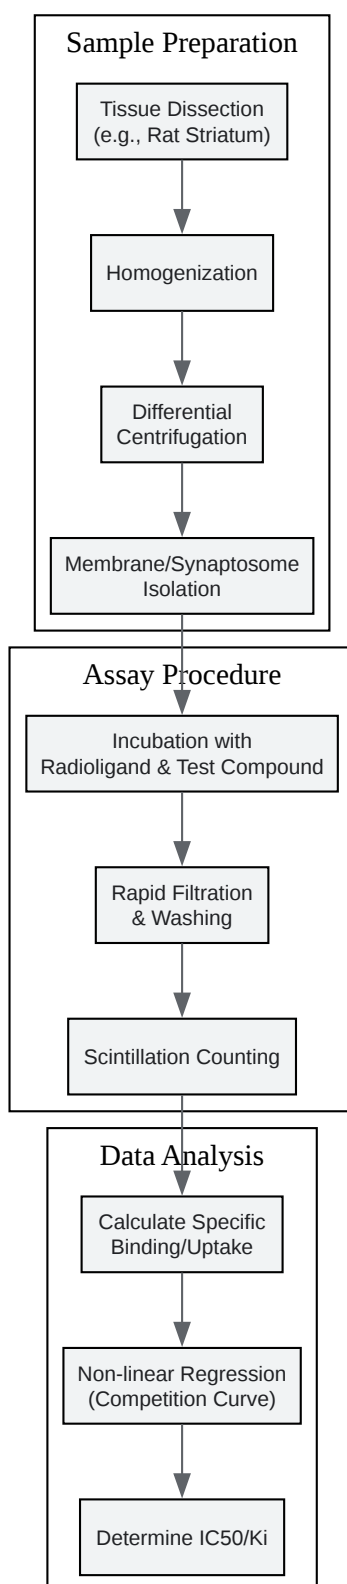 Sample Preparation
Tissue Dissection
(e.g., Rat Striatum)
Homogenization
Differential
Centrifugation
Membrane/Synaptosome
Isolation
Assay Procedure
Incubation with
Radioligand & Test Compound
Rapid Filtration
& Washing
Scintillation Counting
Data Analysis
Calculate Specific
Binding/Uptake
Non-linear Regression
(Competition Curve)
Determine IC50/Ki